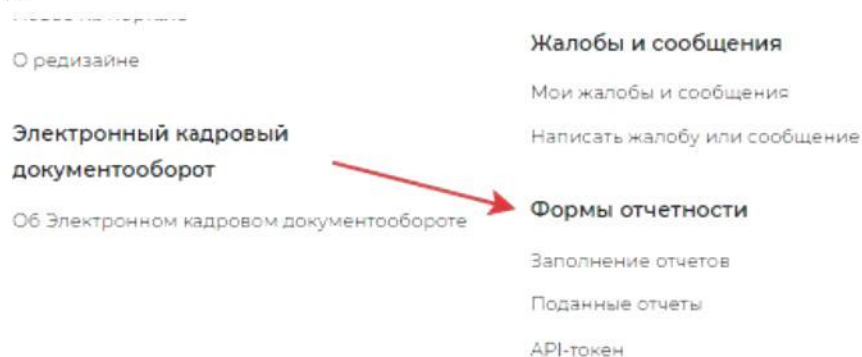 О редизайне
Электронный кадровый
документооборот
Об Электронном кадровом документообороте
Жалобы и сообщения
Мои жалобы и сообщения
Написать жалобу или сообщение
Формы отчетности
Заполнение отчетов
Поданные отчеты
API-токен